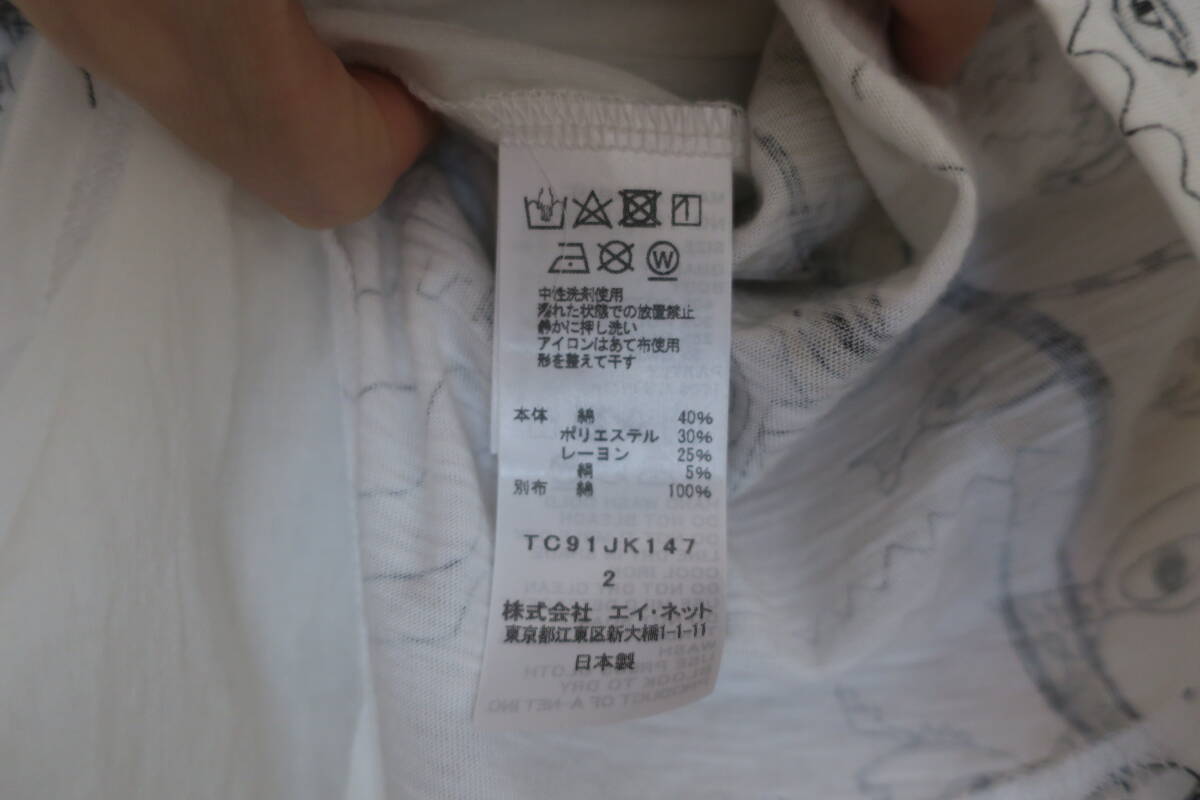 W
中性洗剤使用
汚れた状態での放置禁止
静かに押し洗い
アイロンはあて布使用
形を整えて干す
本体 綿 40%
ポリエステル 30%
レーヨン 25%
絹 5%
別布 綿 100%
TC91JK147
2
株式会社 エイ・ネット
東京都江東区新大橋1-1-11
日本製